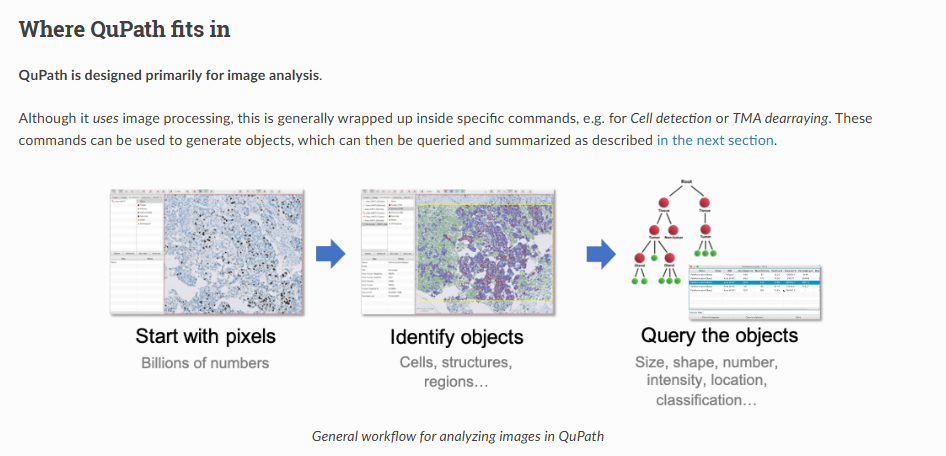 Where QuPath fits in
QuPath is designed primarily for image analysis.
Although it uses image processing, this is generally wrapped up inside specific commands, e.g. for Cell detection or TMA dearraying. These
commands can be used to generate objects, which can then be queried and summarized as described in the next section.
Root
Tissue Tissue
Tumor Non-tumor Tumor
Gland Gland
Start with pixels
Billions of numbers
Identify objects
Cells, structures,
regions…
Query the objects
Size, shape, number,
intensity, location,
classification…
General workflow for analyzing images in QuPath